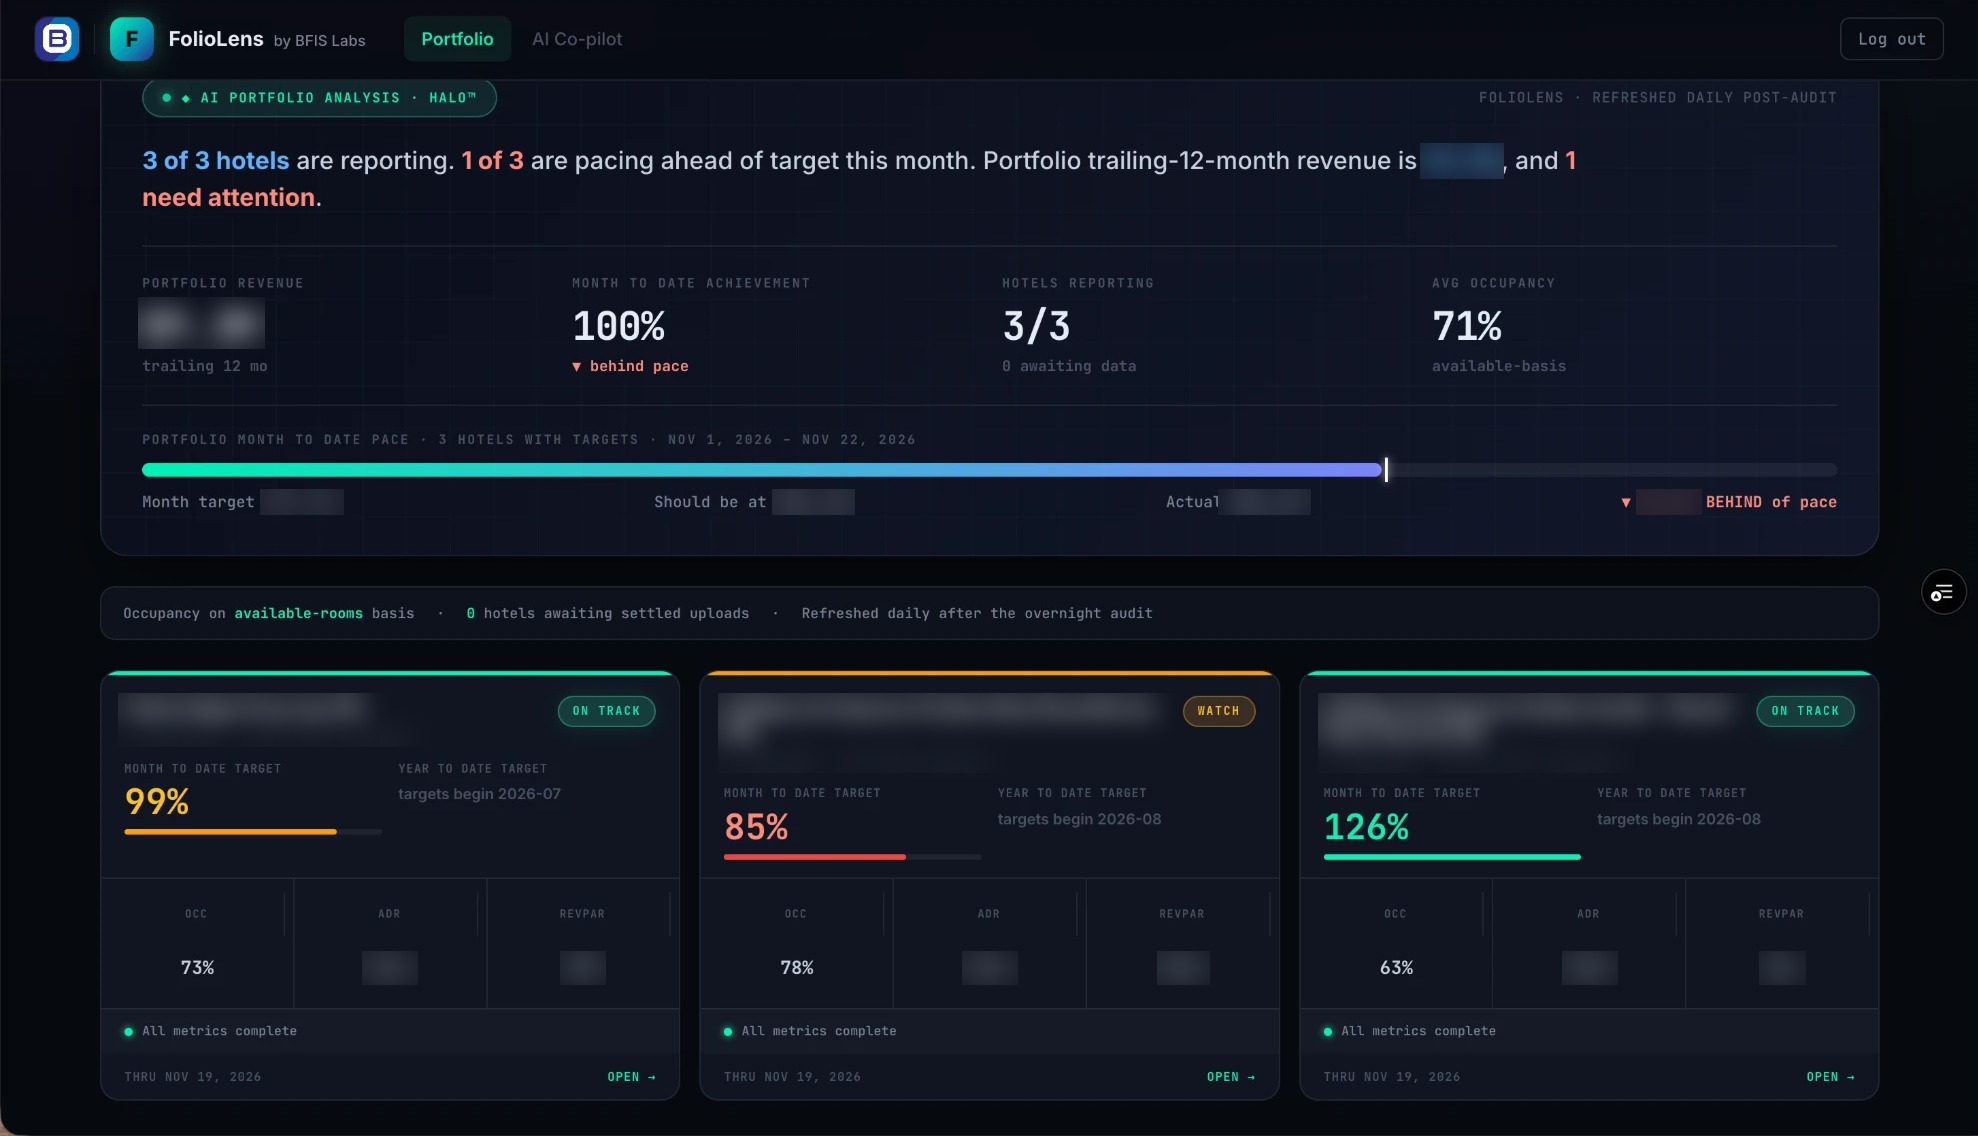 B F FolioLens by BFIS Labs Portfolio AI Co-pilot Log out
◆ AI PORTFOLIO ANALYSIS · HALO™ FOLIOLENS · REFRESHED DAILY POST-AUDIT
3 of 3 hotels are reporting. 1 of 3 are pacing ahead of target this month. Portfolio trailing-12-month revenue is , and 1
need attention.
PORTFOLIO REVENUE MONTH TO DATE ACHIEVEMENT HOTELS REPORTING AVG OCCUPANCY
100% 3/3 71%
trailing 12 mo ▼ behind pace 0 awaiting data available-basis
PORTFOLIO MONTH TO DATE PACE · 3 HOTELS WITH TARGETS · NOV 1, 2026 – NOV 22, 2026
Month target Should be at Actual ▼ BEHIND of pace
Occupancy on available-rooms basis · 0 hotels awaiting settled uploads · Refreshed daily after the overnight audit
ON TRACK
MONTH TO DATE TARGET YEAR TO DATE TARGET
99% targets begin 2026-07
OCC ADR REVPAR
73%
All metrics complete
THRU NOV 19, 2026 OPEN →
WATCH
MONTH TO DATE TARGET YEAR TO DATE TARGET
85% targets begin 2026-08
OCC ADR REVPAR
78%
All metrics complete
THRU NOV 19, 2026 OPEN →
ON TRACK
MONTH TO DATE TARGET YEAR TO DATE TARGET
126% targets begin 2026-08
OCC ADR REVPAR
63%
All metrics complete
THRU NOV 19, 2026 OPEN →